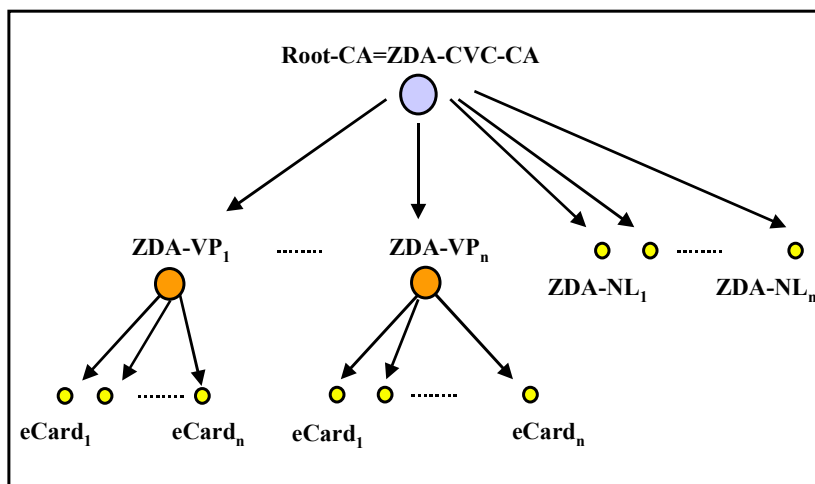 Root-CA=ZDA-CVC-CA
ZDA-VP₁ ........ ZDA-VPₙ
ZDA-NL₁ ........ ZDA-NLₙ
eCard₁ ......... eCardₙ eCard₁ ......... eCardₙ